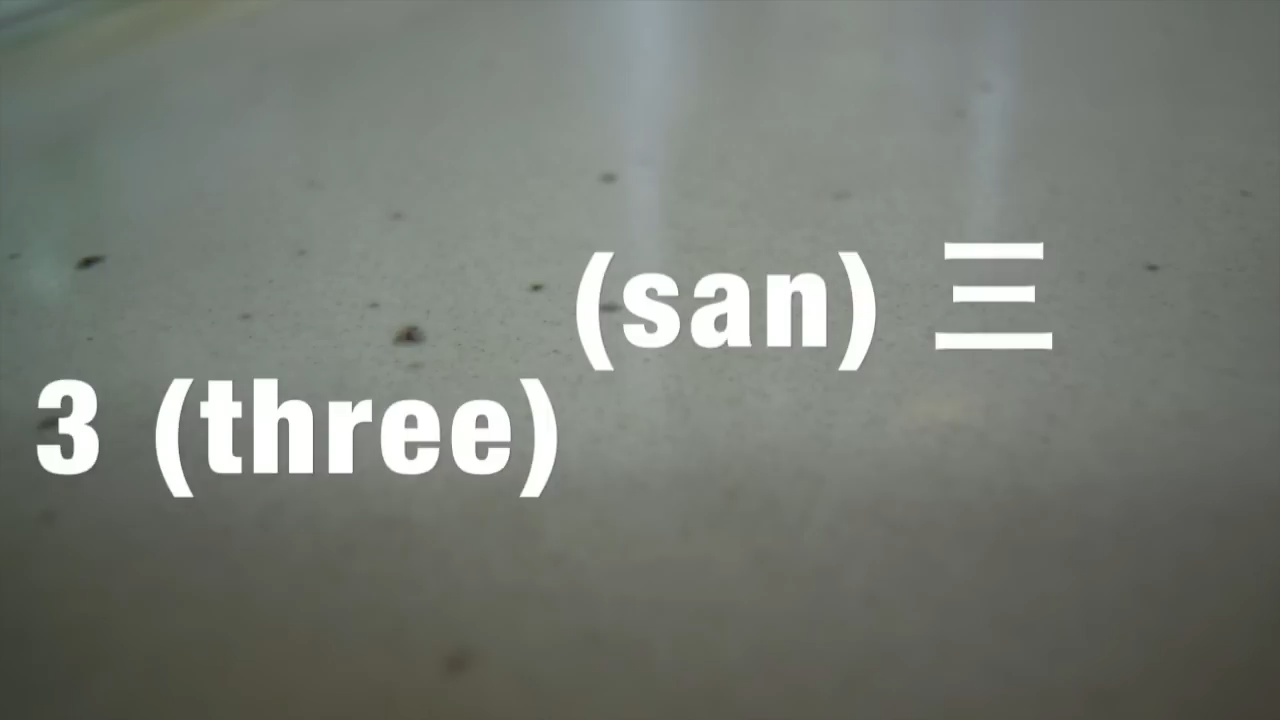 (san) 三
3 (three)